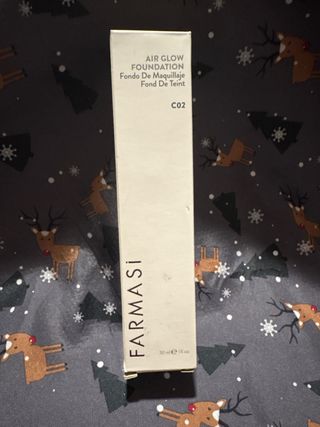 AIR GLOW
FOUNDATION
Fondo De Maquillaje
Fond De Teint
C02
FARMASi
30 ml ℮ 1 fl oz